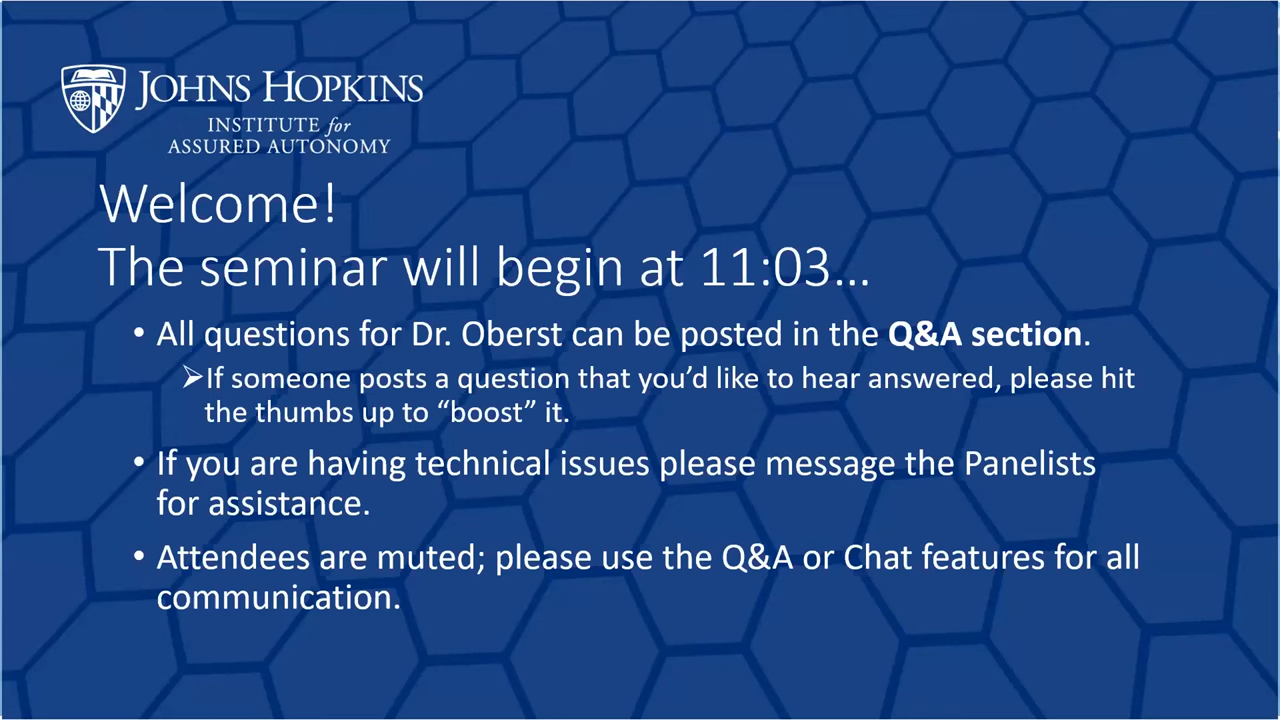 JOHNS HOPKINS
INSTITUTE for
ASSURED AUTONOMY
Welcome!
The seminar will begin at 11:03...
• All questions for Dr. Oberst can be posted in the Q&A section.
➢If someone posts a question that you’d like to hear answered, please hit
the thumbs up to “boost” it.
• If you are having technical issues please message the Panelists
for assistance.
• Attendees are muted; please use the Q&A or Chat features for all
communication.